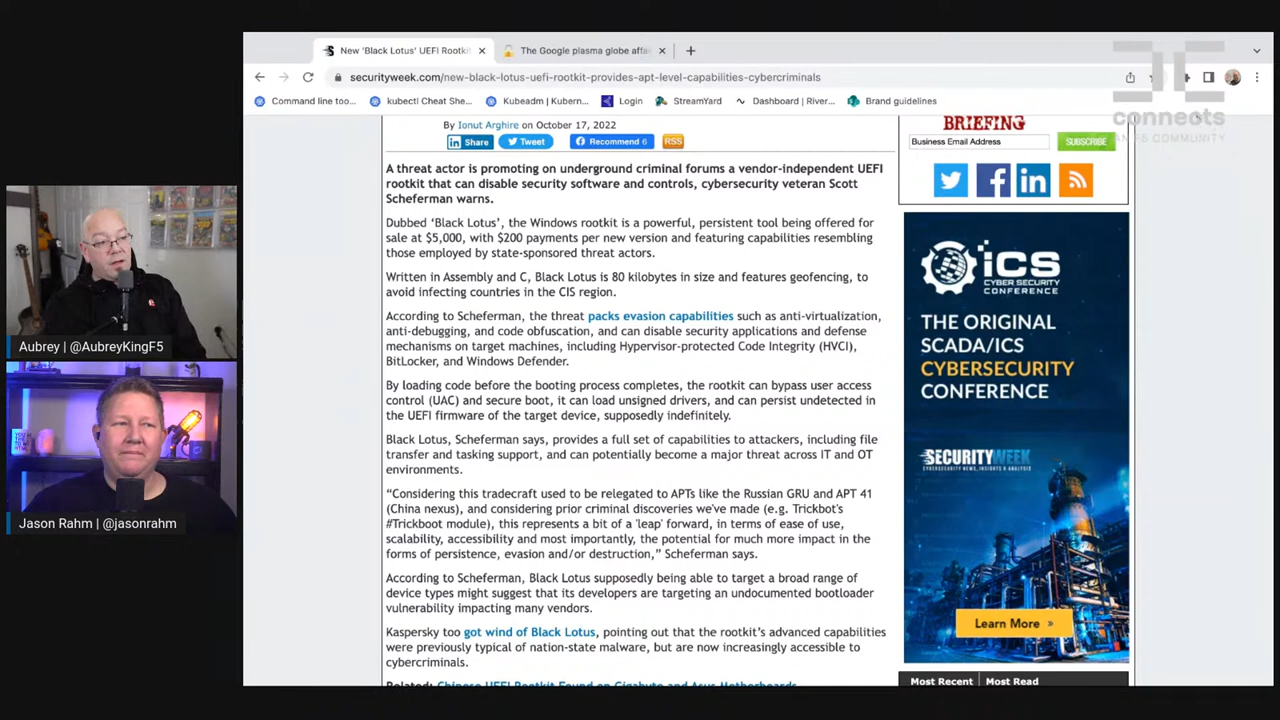 New 'Black Lotus' UEFI Rootkit
The Google plasma globe affa
securityweek.com/new-black-lotus-uefi-rootkit-provides-apt-level-capabilities-cybercriminals
Command line too...
kubectl Cheat She...
Kubeadm | Kubern...
Login
StreamYard
Dashboard | River...
Brand guidelines
connects
AN F5 COMMUNITY
By Ionut Arghire on October 17, 2022
Share
Tweet
Recommend 6
RSS
A threat actor is promoting on underground criminal forums a vendor-independent UEFI
rootkit that can disable security software and controls, cybersecurity veteran Scott
Scheferman warns.
Dubbed ‘Black Lotus’, the Windows rootkit is a powerful, persistent tool being offered for
sale at $5,000, with $200 payments per new version and featuring capabilities resembling
those employed by state-sponsored threat actors.
Written in Assembly and C, Black Lotus is 80 kilobytes in size and features geofencing, to
avoid infecting countries in the CIS region.
According to Scheferman, the threat packs evasion capabilities such as anti-virtualization,
anti-debugging, and code obfuscation, and can disable security applications and defense
mechanisms on target machines, including Hypervisor-protected Code Integrity (HVCI),
BitLocker, and Windows Defender.
By loading code before the booting process completes, the rootkit can bypass user access
control (UAC) and secure boot, it can load unsigned drivers, and can persist undetected in
the UEFI firmware of the target device, supposedly indefinitely.
Black Lotus, Scheferman says, provides a full set of capabilities to attackers, including file
transfer and tasking support, and can potentially become a major threat across IT and OT
environments.
“Considering this tradecraft used to be relegated to APTs like the Russian GRU and APT 41
(China nexus), and considering prior criminal discoveries we've made (e.g. Trickbot's
#Trickboot module), this represents a bit of a 'leap' forward, in terms of ease of use,
scalability, accessibility and most importantly, the potential for much more impact in the
forms of persistence, evasion and/or destruction,” Scheferman says.
According to Scheferman, Black Lotus supposedly being able to target a broad range of
device types might suggest that its developers are targeting an undocumented bootloader
vulnerability impacting many vendors.
Kaspersky too got wind of Black Lotus, pointing out that the rootkit’s advanced capabilities
were previously typical of nation-state malware, but are now increasingly accessible to
cybercriminals.
Related: Chinese UEFI Rootkit Found on Gigabyte and Asus Motherboards
BRIEFING
Business Email Address
SUBSCRIBE
ICS
CYBER SECURITY
CONFERENCE
THE ORIGINAL
SCADA/ICS
CYBERSECURITY
CONFERENCE
SECURITYWEEK
CYBERSECURITY NEWS, INSIGHTS & ANALYSIS
Learn More »
Most Recent
Most Read
Aubrey | @AubreyKingF5
Jason Rahm | @jasonrahm